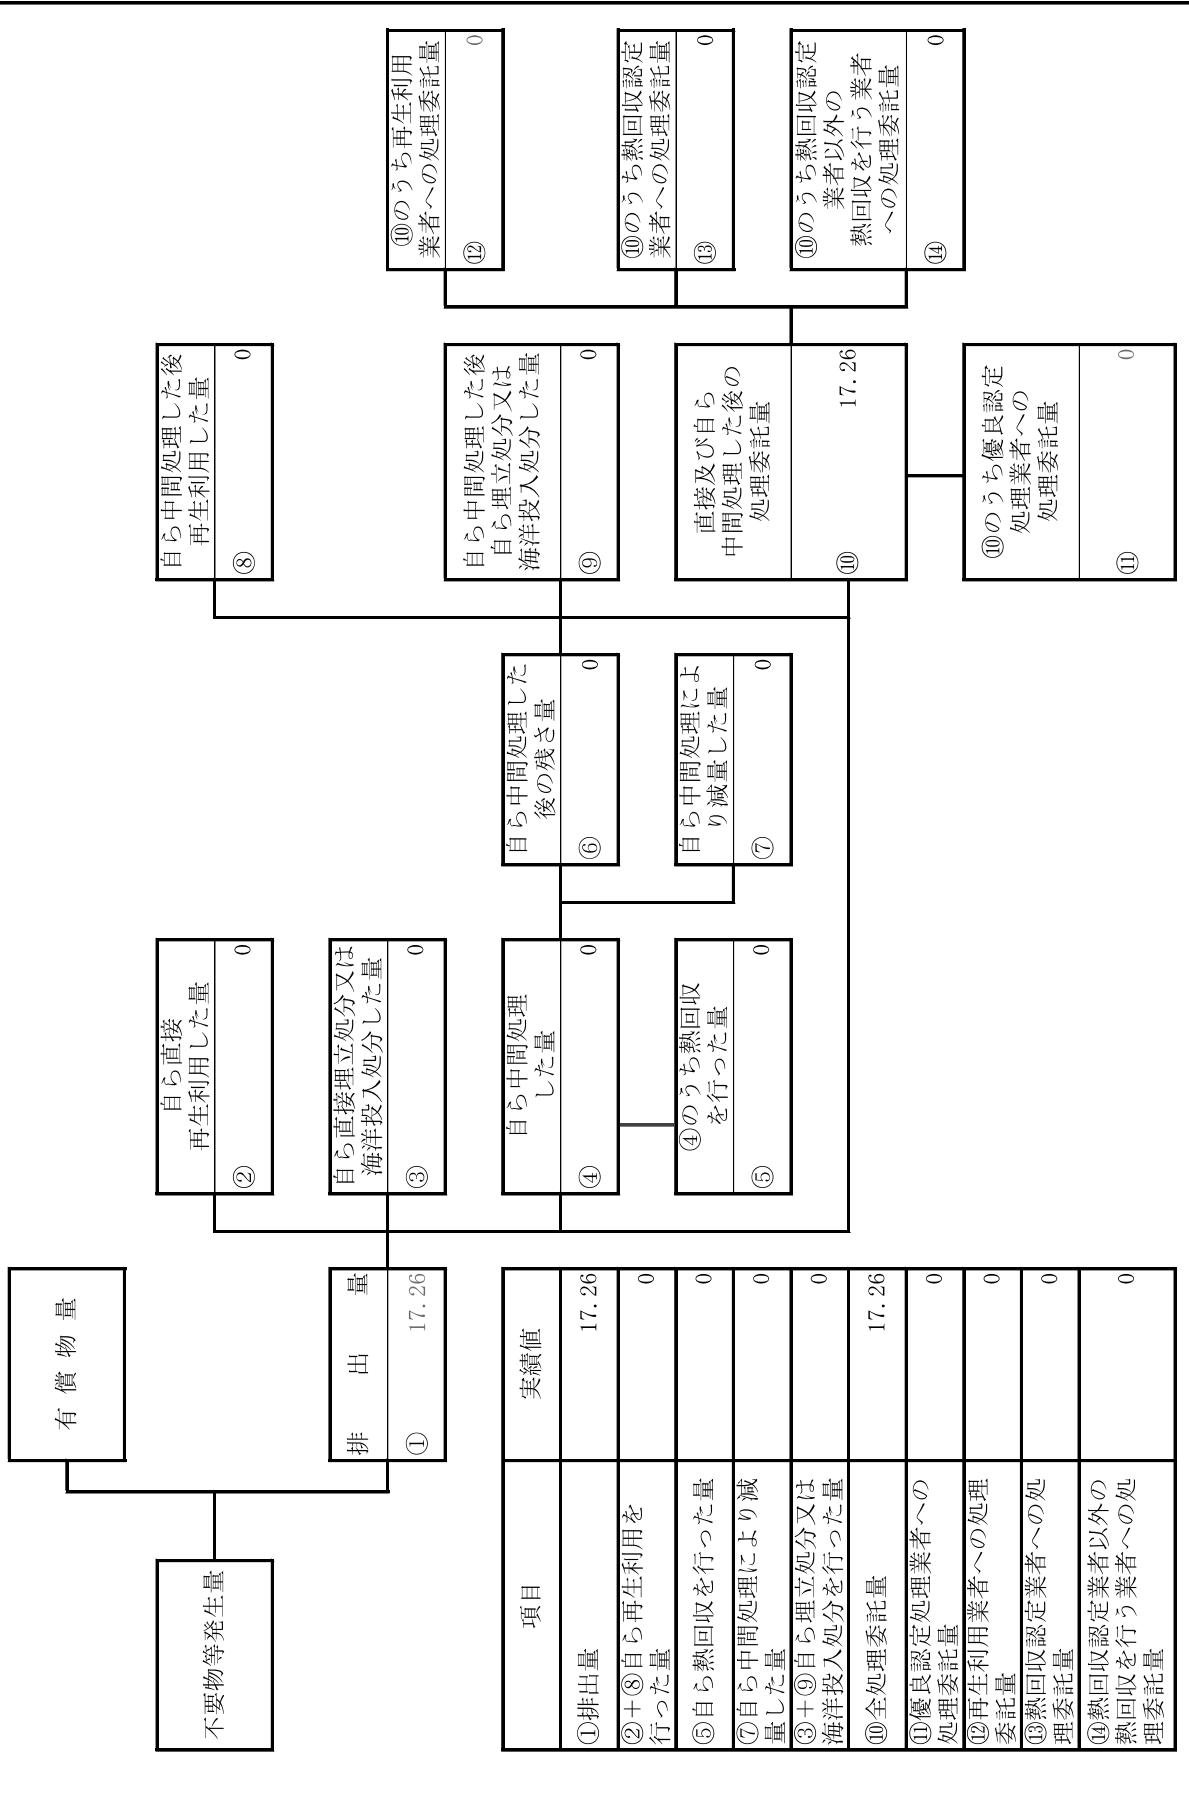 不要物等発生量
有償物量
排出量
①
17.26
自ら直接
再生利用した量
②
0
自ら直接埋立処分又は
海洋投入処分した量
③
0
自ら中間処理
した量
④
0
④のうち熱回収
を行った量
⑤
0
自ら中間処理した
後の残さ量
⑥
0
自ら中間処理によ
り減量した量
⑦
0
自ら中間処理した後
再生利用した量
⑧
0
自ら中間処理した後
自ら埋立処分又は
海洋投入処分した量
⑨
0
直接及び自ら
中間処理した後の
処理委託量
⑩
17.26
⑩のうち優良認定
処理業者への
処理委託量
⑪
0
⑩のうち再生利用
業者への処理委託量
⑫
0
⑩のうち熱回収認定
業者への処理委託量
⑬
0
⑩のうち熱回収認定
業者以外の
熱回収を行う業者
への処理委託量
⑭
0
項目
実績値
①排出量
17.26
②+⑧自ら再生利用を
行った量
0
⑤自ら熱回収を行った量
0
⑦自ら中間処理により減
量した量
0
③+⑨自ら埋立処分又は
海洋投入処分を行った量
0
⑩全処理委託量
17.26
⑪優良認定処理業者への
処理委託量
0
⑫再生利用業者への処理
委託量
0
⑬熱回収認定業者への処
理委託量
0
⑭熱回収認定業者以外の
熱回収を行う業者への処
理委託量
0